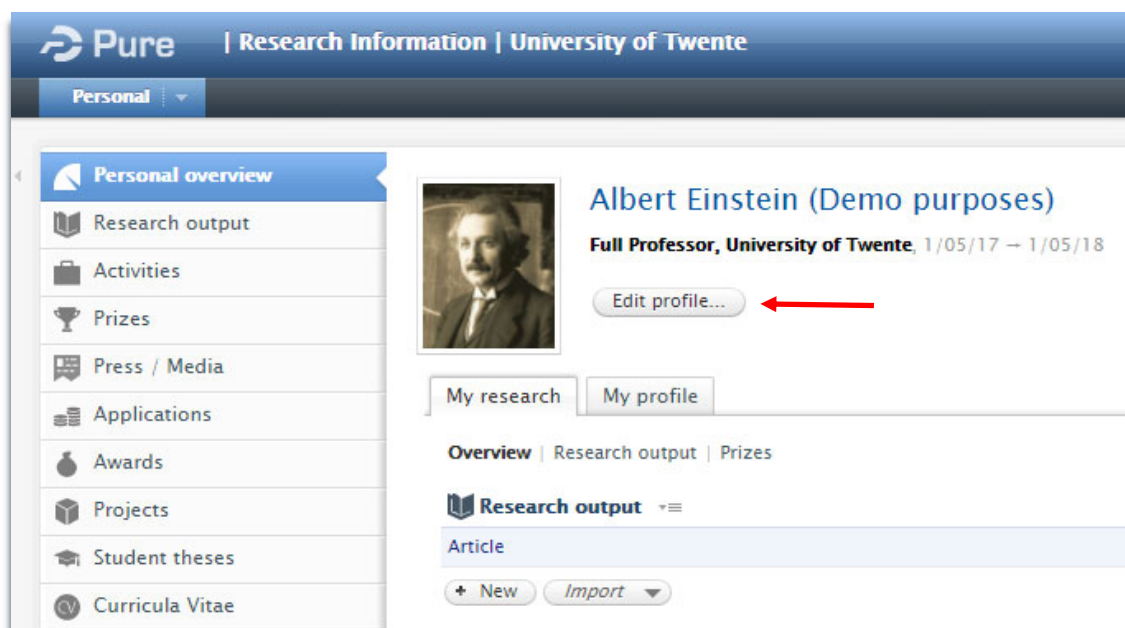 Pure | Research Information | University of Twente
Personal
Personal overview
Research output
Activities
Prizes
Press / Media
Applications
Awards
Projects
Student theses
CV Curricula Vitae
Albert Einstein (Demo purposes)
Full Professor, University of Twente, 1/05/17 → 1/05/18
Edit profile...
My research My profile
Overview | Research output | Prizes
Research output
Article
+ New Import